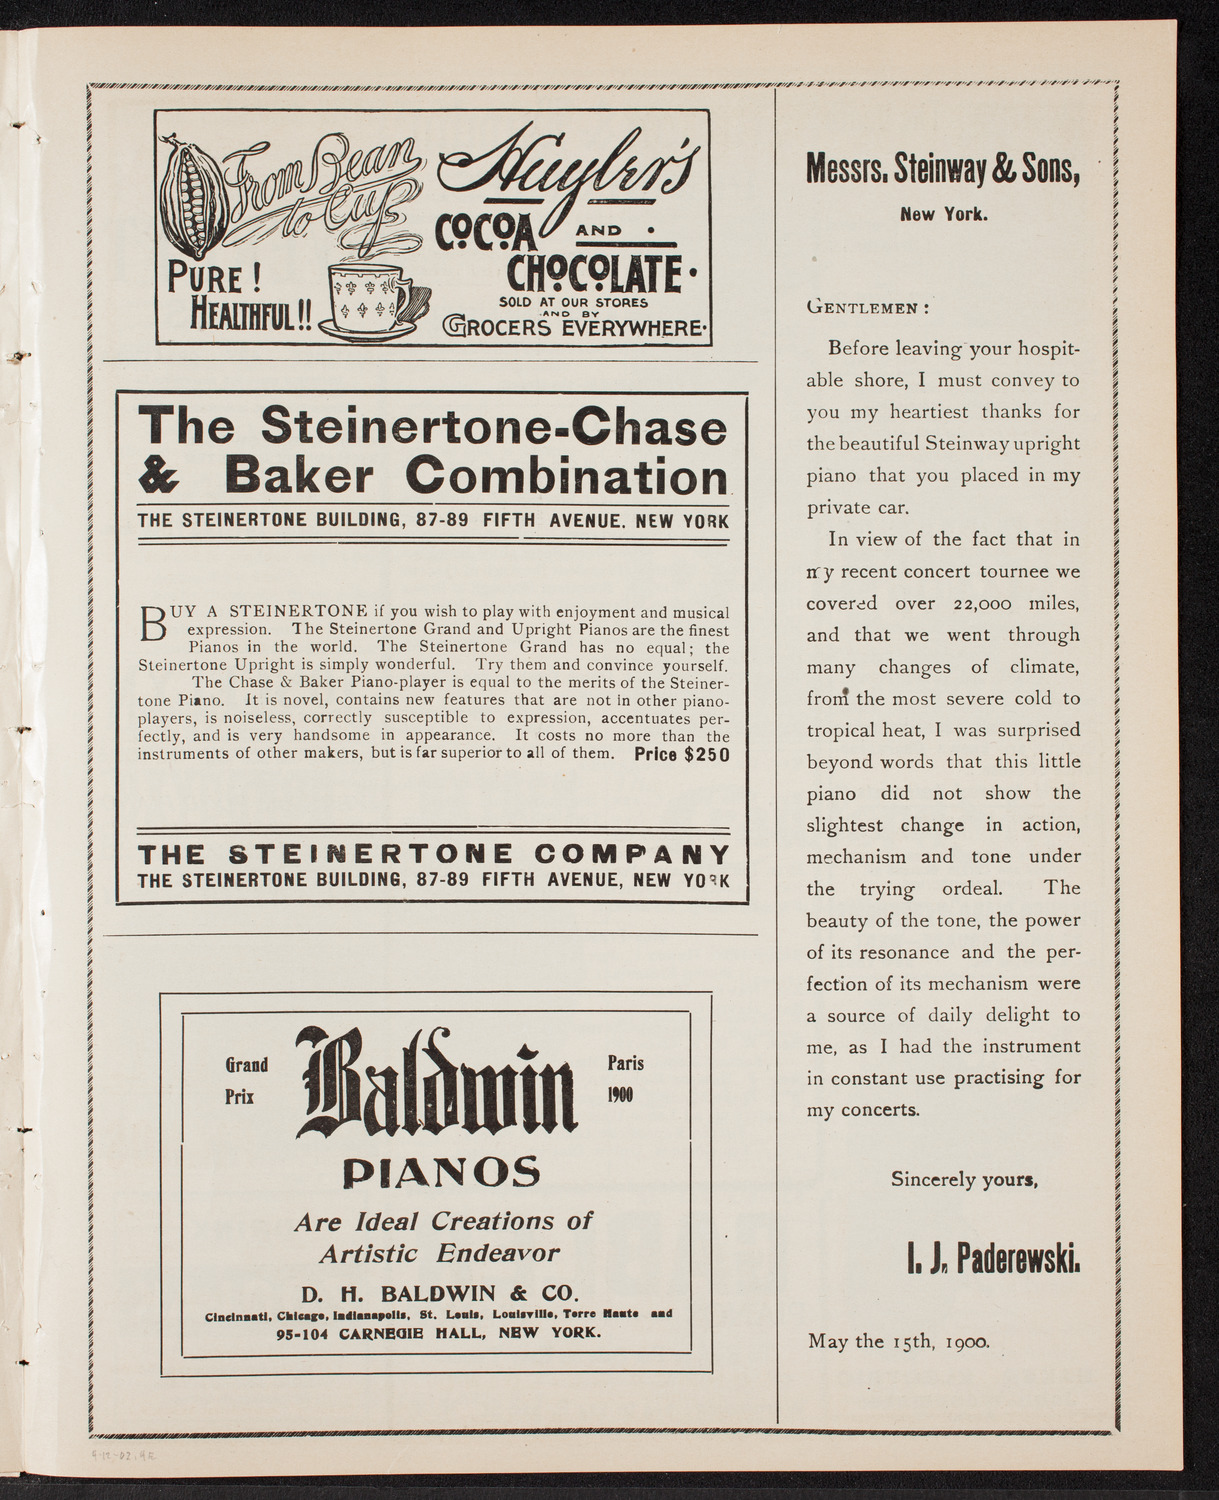 From Bean
to Cup
PURE!
HEALTHFUL!!
Huyler's
COCOA AND
CHOCOLATE.
SOLD AT OUR STORES
AND BY
GROCERS EVERYWHERE.
The Steinertone-Chase
& Baker Combination
THE STEINERTONE BUILDING, 87-89 FIFTH AVENUE. NEW YORK
BUY A STEINERTONE if you wish to play with enjoyment and musical
expression. The Steinertone Grand and Upright Pianos are the finest
Pianos in the world. The Steinertone Grand has no equal; the
Steinertone Upright is simply wonderful. Try them and convince yourself.
The Chase & Baker Piano-player is equal to the merits of the Steiner-
tone Piano. It is novel, contains new features that are not in other piano-
players, is noiseless, correctly susceptible to expression, accentuates per-
fectly, and is very handsome in appearance. It costs no more than the
instruments of other makers, but is far superior to all of them. Price $250
THE STEINERTONE COMPANY
THE STEINERTONE BUILDING, 87-89 FIFTH AVENUE, NEW YORK
Grand Prix
Baldwin
Paris 1900
PIANOS
Are Ideal Creations of
Artistic Endeavor
D. H. BALDWIN & CO.
Cincinnati, Chicago, Indianapolis, St. Louis, Louisville, Terre Haute and
95-104 CARNEGIE HALL, NEW YORK.
Messrs. Steinway & Sons,
New York.
GENTLEMEN:
Before leaving your hospit-
able shore, I must convey to
you my heartiest thanks for
the beautiful Steinway upright
piano that you placed in my
private car.
In view of the fact that in
my recent concert tournee we
covered over 22,000 miles,
and that we went through
many changes of climate,
from the most severe cold to
tropical heat, I was surprised
beyond words that this little
piano did not show the
slightest change in action,
mechanism and tone under
the trying ordeal. The
beauty of the tone, the power
of its resonance and the per-
fection of its mechanism were
a source of daily delight to
me, as I had the instrument
in constant use practising for
my concerts.
Sincerely yours,
I. J. Paderewski.
May the 15th, 1900.